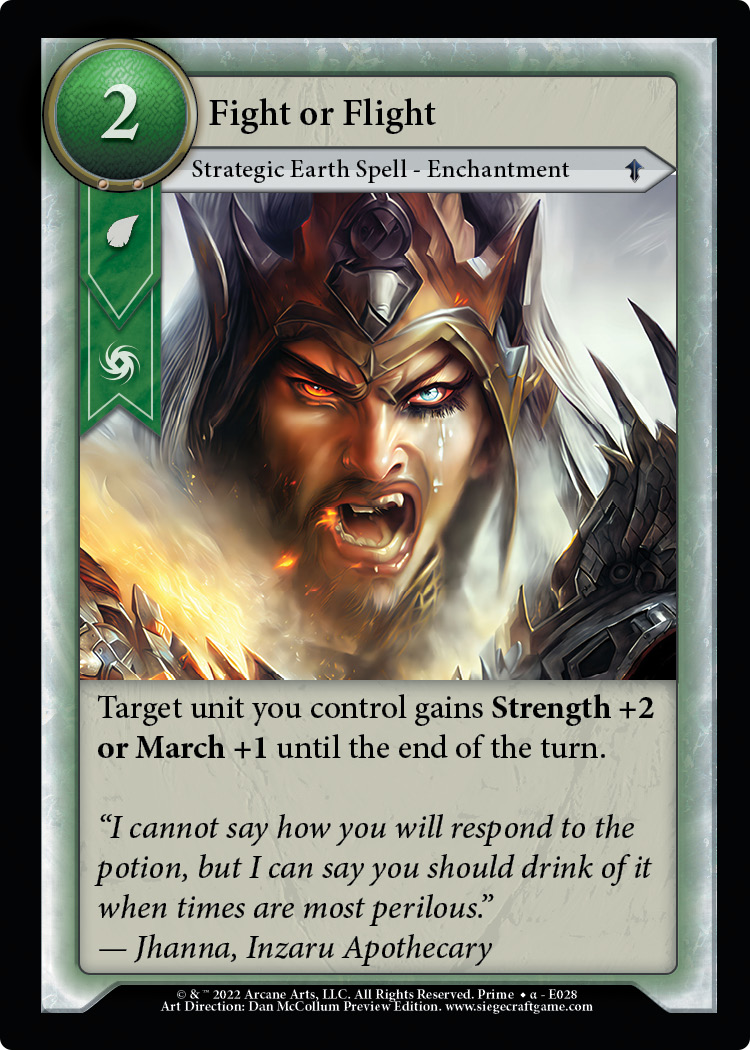 2
Fight or Flight
Strategic Earth Spell - Enchantment
Target unit you control gains Strength +2
or March +1 until the end of the turn.
“I cannot say how you will respond to the
potion, but I can say you should drink of it
when times are most perilous.”
— Jhanna, Inzaru Apothecary
© & ™ 2022 Arcane Arts, LLC. All Rights Reserved. Prime ⬥ α - E028
Art Direction: Dan McCollum Preview Edition. www.siegecraftgame.com